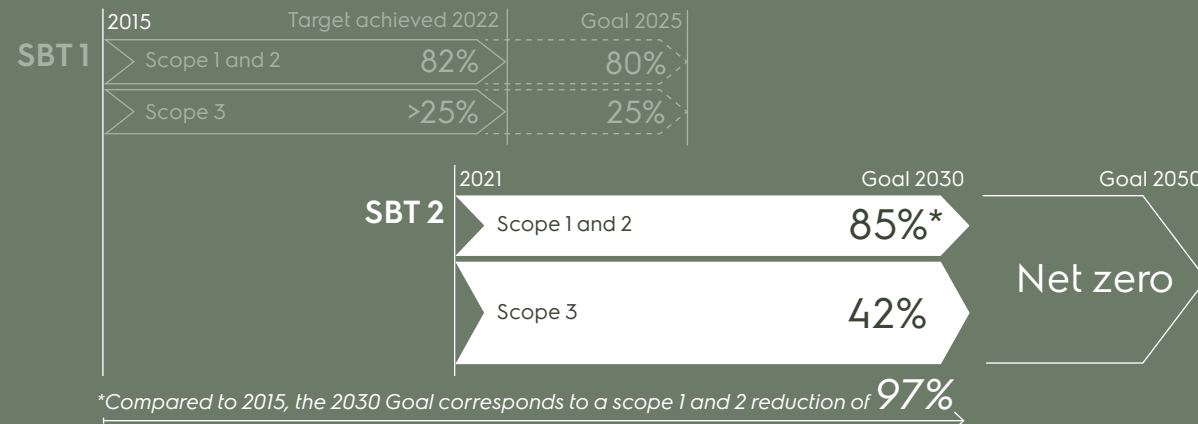 2015 Target achieved 2022 Goal 2025
SBT 1
Scope 1 and 2 82% 80%
Scope 3 >25% 25%
2021 Goal 2030 Goal 2050
SBT 2
Scope 1 and 2 85%*
Net zero
Scope 3 42%
*Compared to 2015, the 2030 Goal corresponds to a scope 1 and 2 reduction of 97%